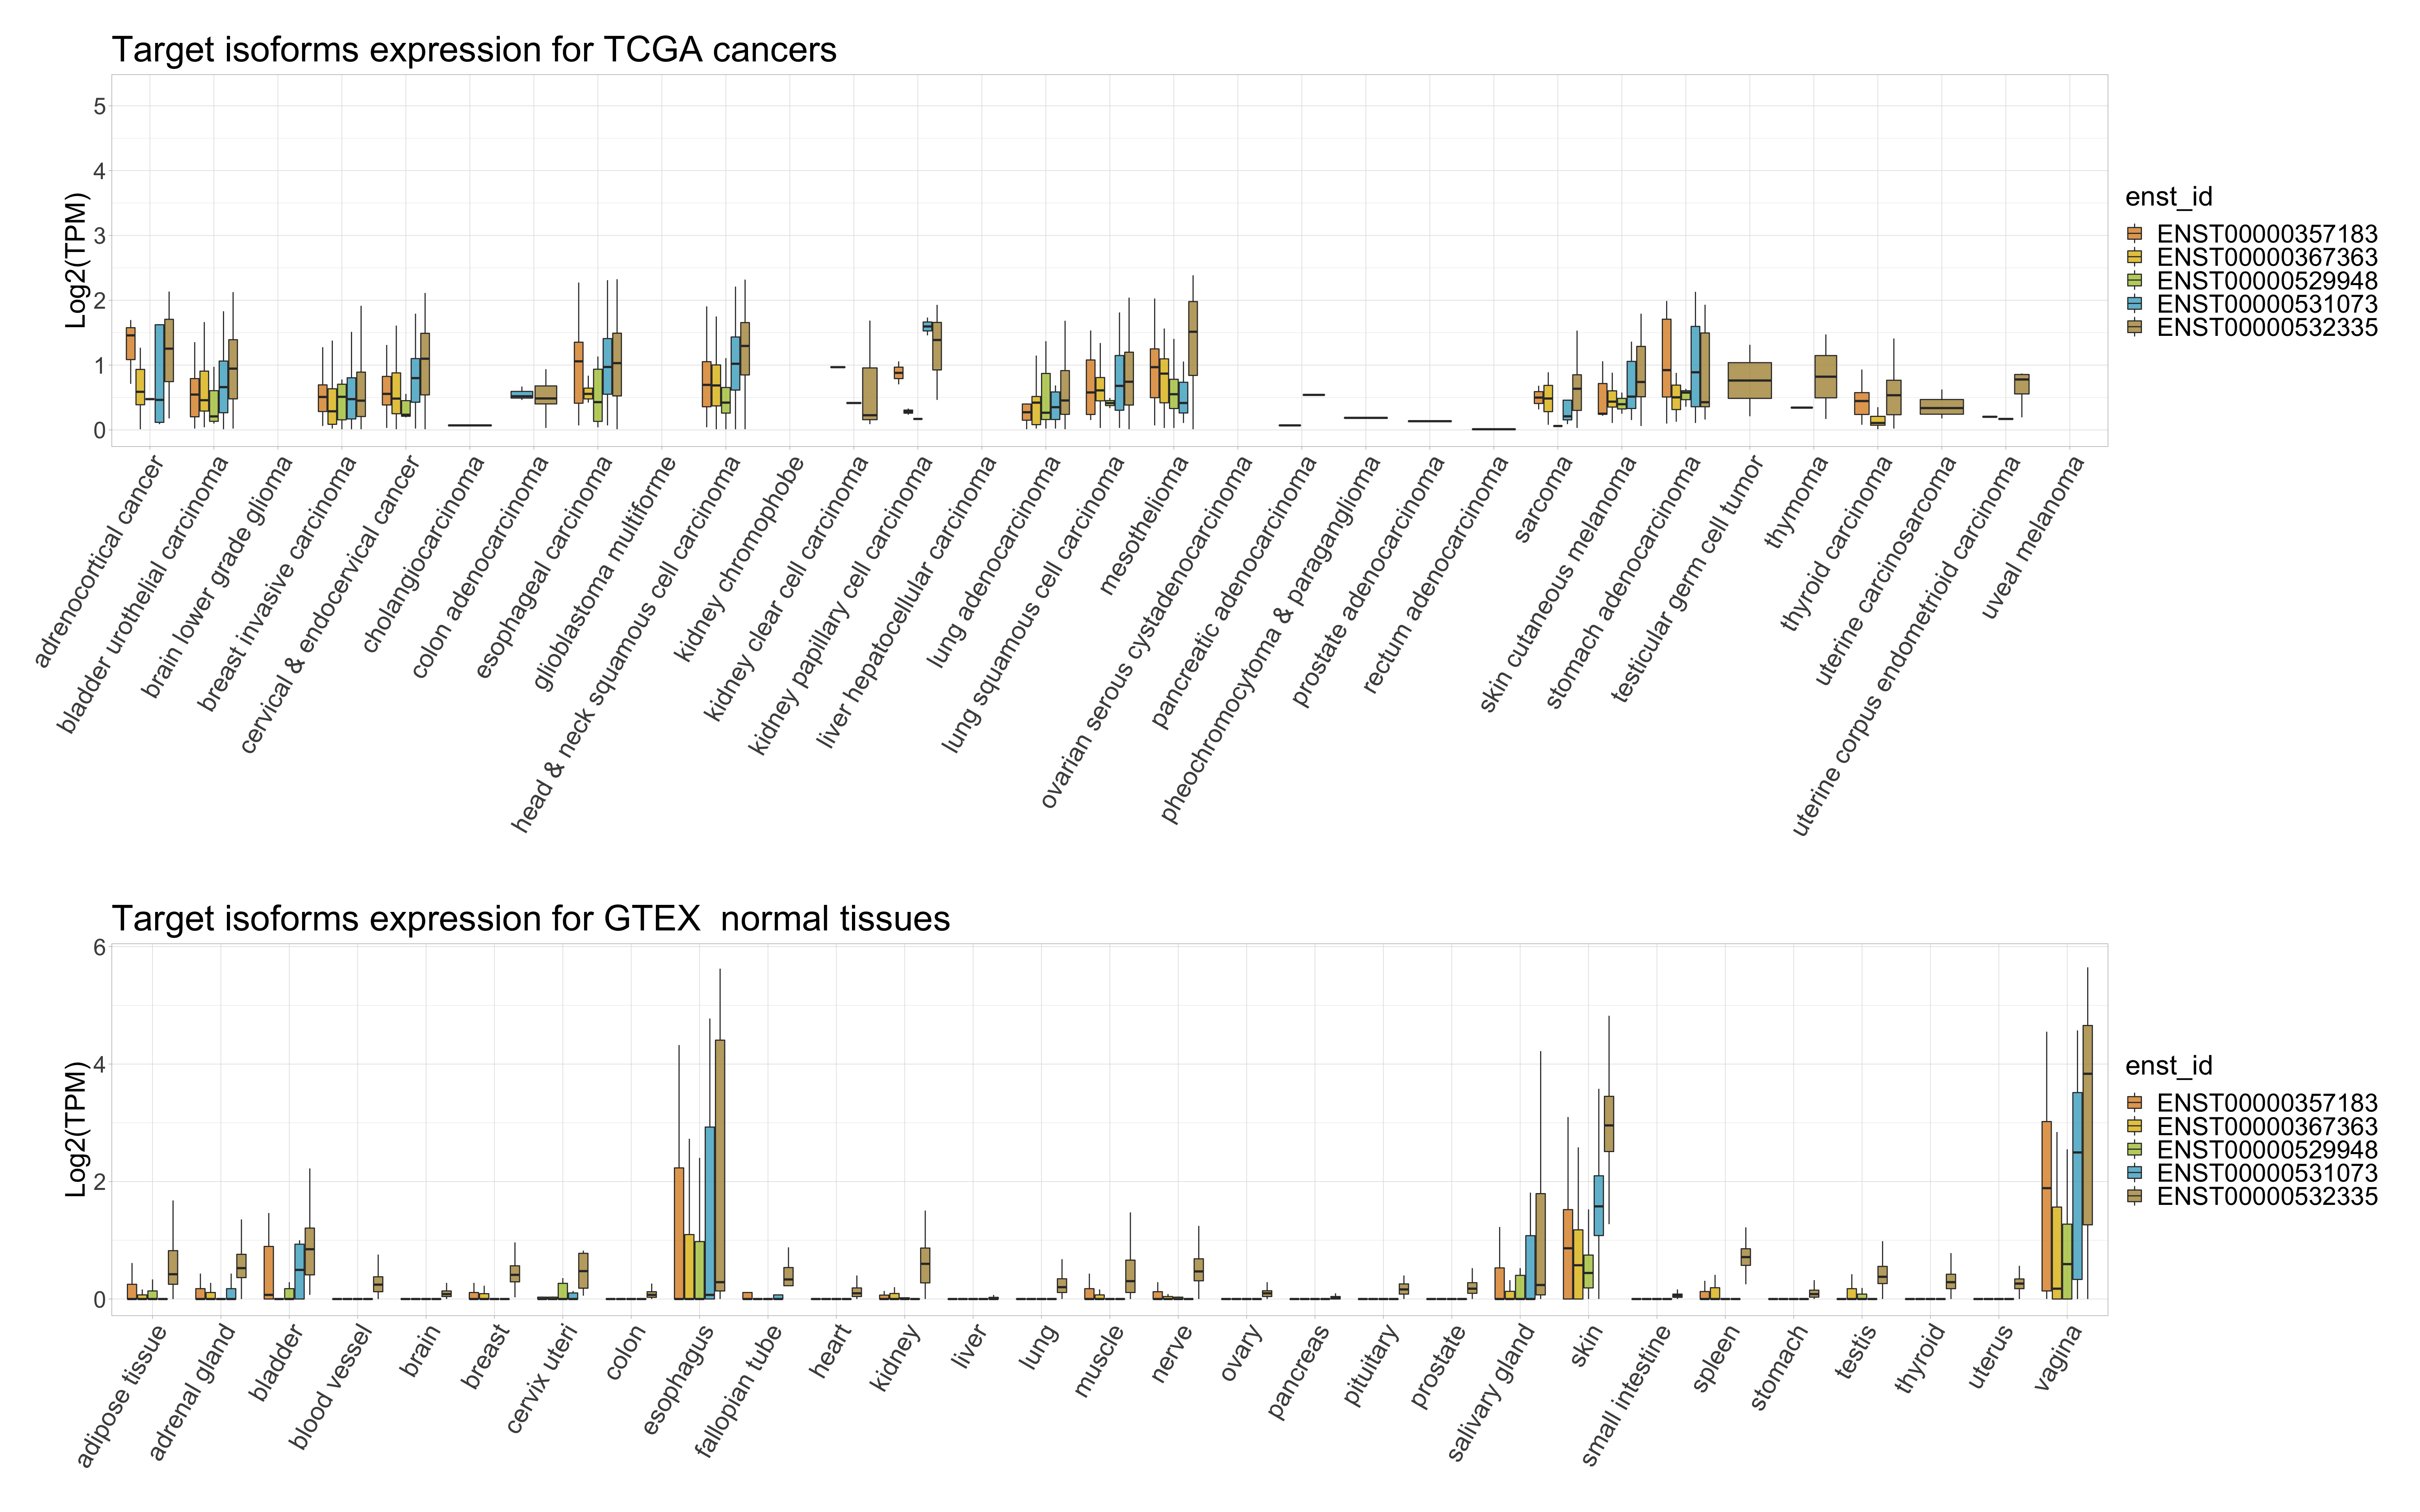 Target isoforms expression for TCGA cancers
Log2(TPM)
5
4
3
2
1
0
adrenocortical cancer
bladder urothelial carcinoma
brain lower grade glioma
breast invasive carcinoma
cervical & endocervical cancer
cholangiocarcinoma
colon adenocarcinoma
esophageal carcinoma
glioblastoma multiforme
head & neck squamous cell carcinoma
kidney chromophobe
kidney clear cell carcinoma
kidney papillary cell carcinoma
liver hepatocellular carcinoma
lung adenocarcinoma
lung squamous cell carcinoma
mesothelioma
ovarian serous cystadenocarcinoma
pancreatic adenocarcinoma
pheochromocytoma & paraganglioma
prostate adenocarcinoma
rectum adenocarcinoma
sarcoma
skin cutaneous melanoma
stomach adenocarcinoma
testicular germ cell tumor
thymoma
thyroid carcinoma
uterine carcinosarcoma
uterine corpus endometrioid carcinoma
uveal melanoma
enst_id
ENST00000357183
ENST00000367363
ENST00000529948
ENST00000531073
ENST00000532335
Target isoforms expression for GTEX  normal tissues
Log2(TPM)
6
4
2
0
adipose tissue
adrenal gland
bladder
blood vessel
brain
breast
cervix uteri
colon
esophagus
fallopian tube
heart
kidney
liver
lung
muscle
nerve
ovary
pancreas
pituitary
prostate
salivary gland
skin
small intestine
spleen
stomach
testis
thyroid
uterus
vagina
enst_id
ENST00000357183
ENST00000367363
ENST00000529948
ENST00000531073
ENST00000532335